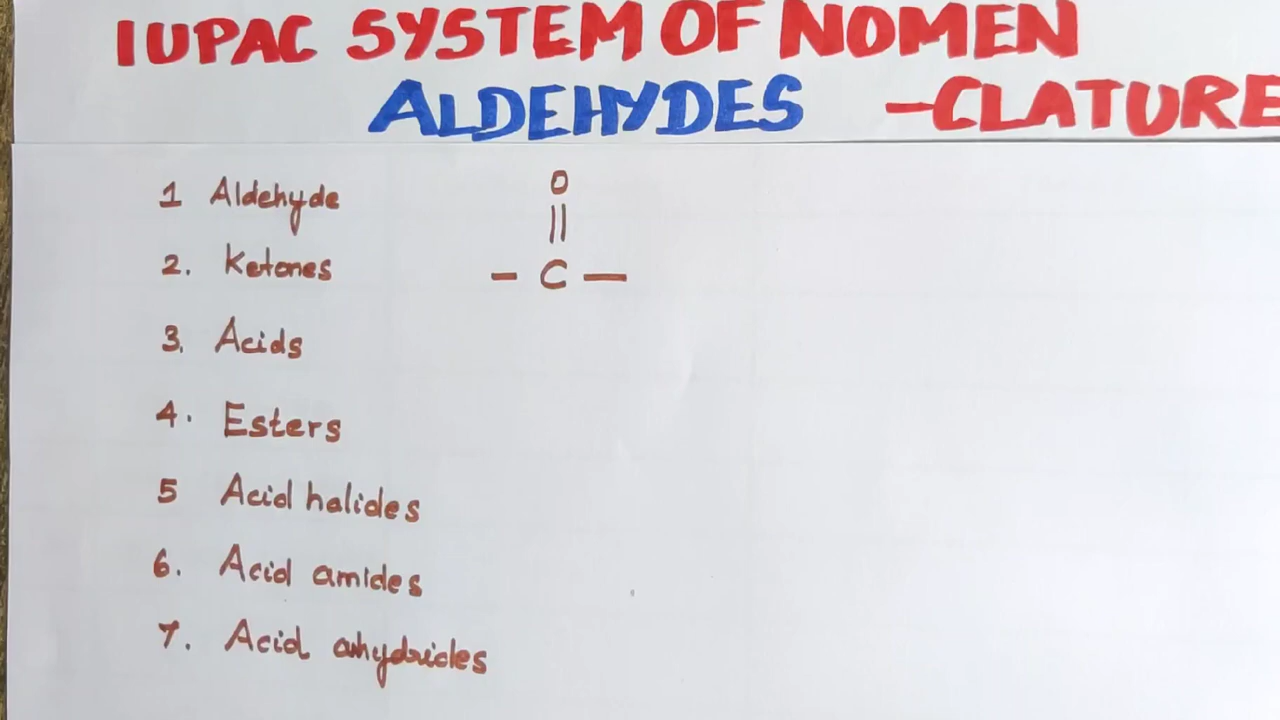 IUPAC SYSTEM OF NOMEN
ALDEHYDES -CLATURE
1 Aldehyde
O
||
- C -
2. Ketones
3. Acids
4. Esters
5 Acid halides
6. Acid amides
7. Acid ahydrides